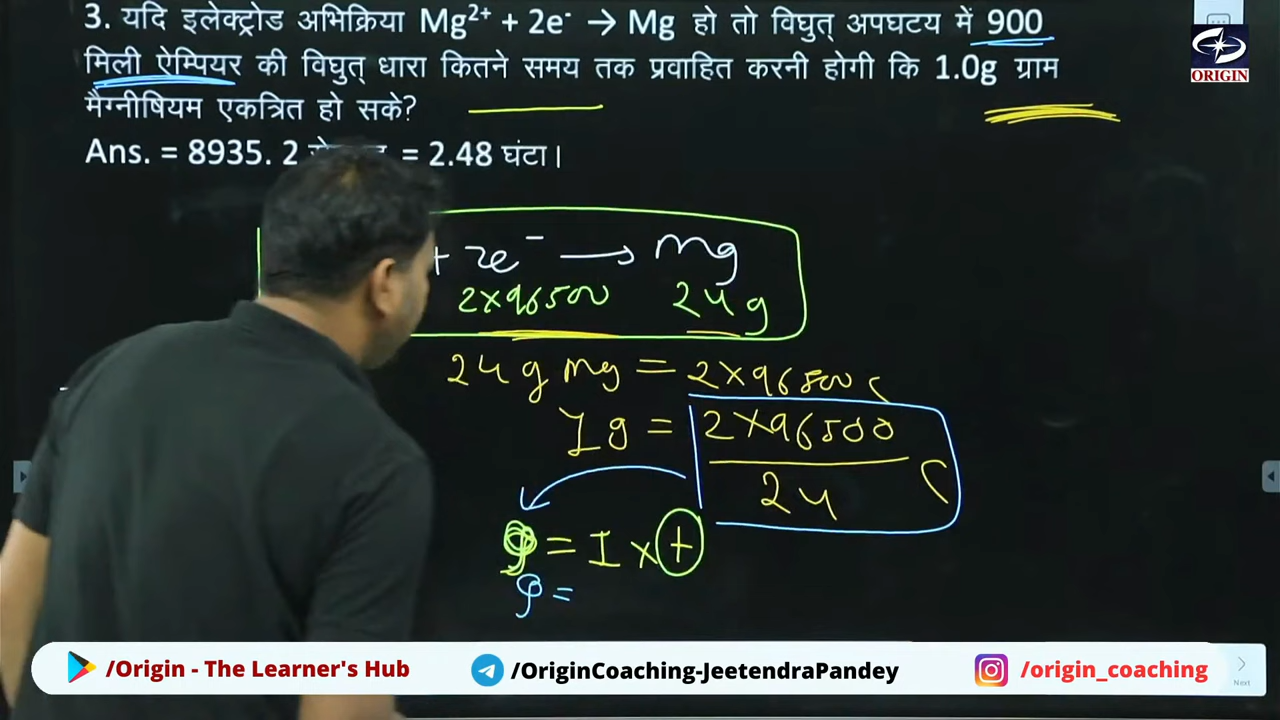 3. यदि इलेक्ट्रोड अभिक्रिया Mg²⁺ + 2e⁻ → Mg हो तो विघुत् अपघटय में 900
मिली ऐम्पियर की विघुत् धारा कितने समय तक प्रवाहित करनी होगी कि 1.0g ग्राम
मैग्नीषियम एकत्रित हो सके?
Ans. = 8935. 2 = 2.48 घंटा।
ORIGIN
+ 2e⁻ → Mg
2×96500 24g
24 g mg = 2×96500 C
1g = 2×96500
24 C
Q = I × t
Q =
/Origin - The Learner's Hub
/OriginCoaching-JeetendraPandey
/origin_coaching
Next